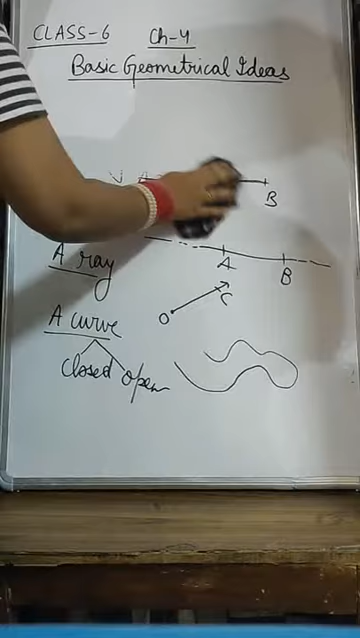 CLASS-6 Ch-4
Basic Geometrical Ideas
A
B
A ray
A B
O C
A curve
closed open